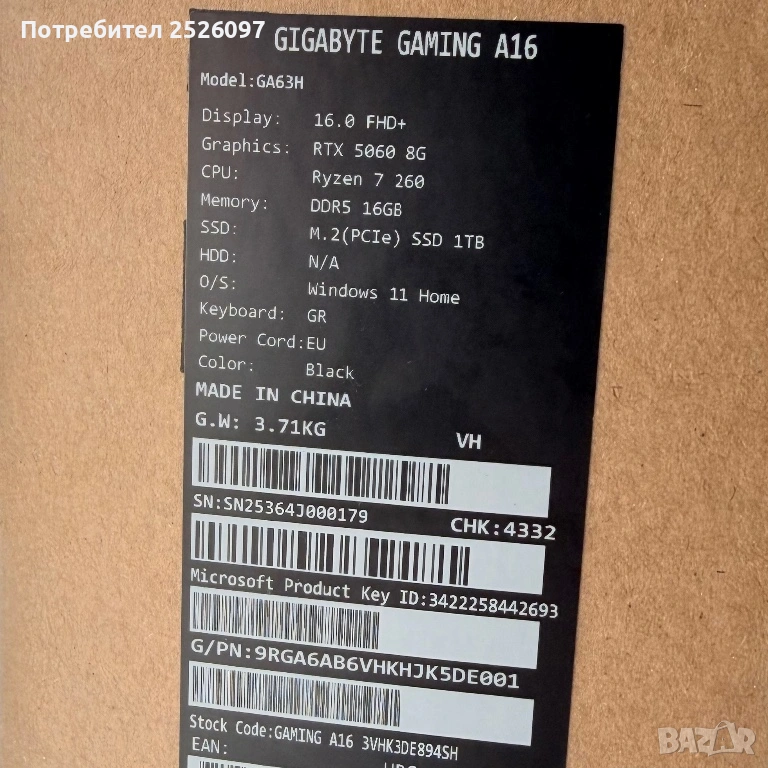 Потребител 2526097
GIGABYTE GAMING A16
Model:GA63H
Display: 16.0 FHD+
Graphics: RTX 5060 8G
CPU: Ryzen 7 260
Memory: DDR5 16GB
SSD: M.2(PCIe) SSD 1TB
HDD: N/A
O/S: Windows 11 Home
Keyboard: GR
Power Cord:EU
Color: Black
MADE IN CHINA
G.W: 3.71KG VH
SN:SN25364J000179 CHK:4332
Microsoft Product Key ID:3422258442693
G/PN:9RGA6AB6VHKHJK5DE001
Stock Code:GAMING A16 3VHK3DE894SH
EAN:
BAZAR